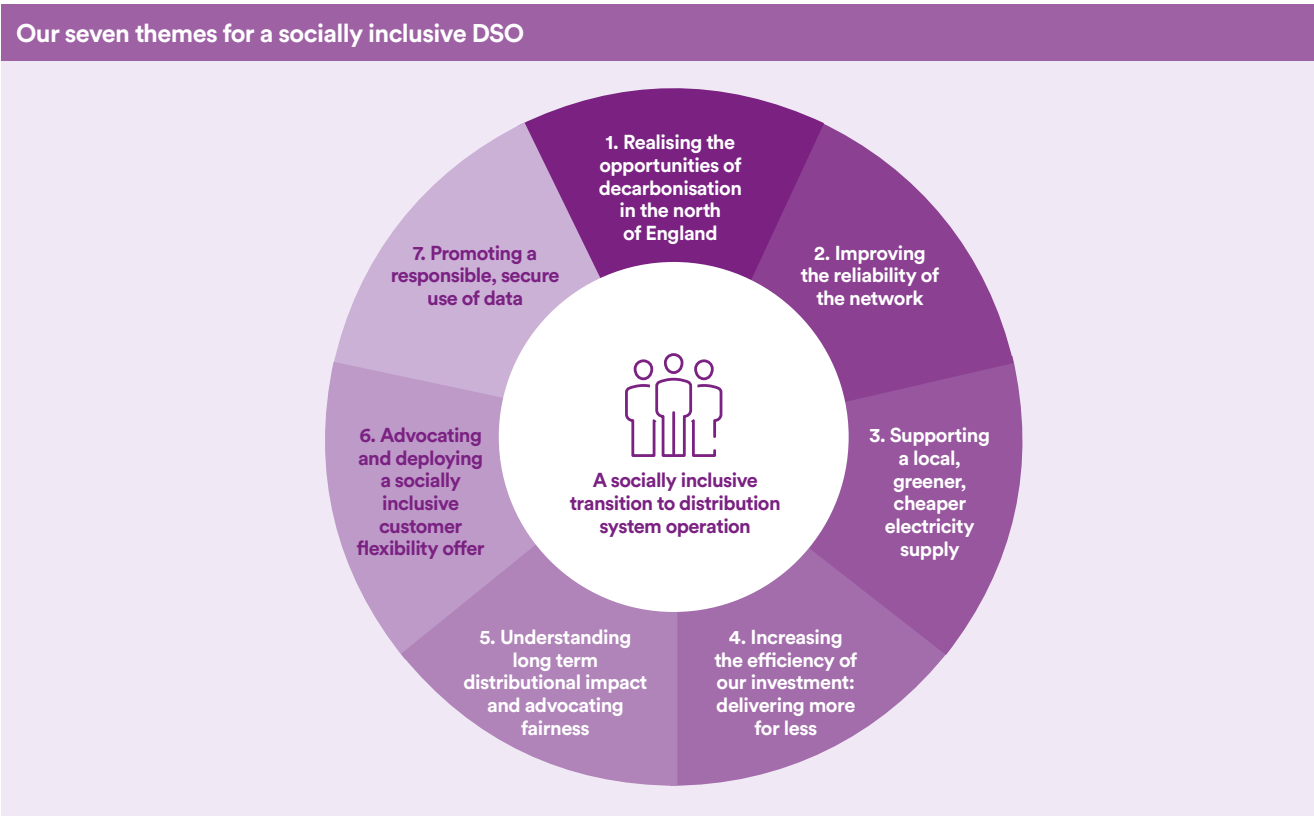 Our seven themes for a socially inclusive DSO
1. Realising the
opportunities of
decarbonisation
in the north
of England
2. Improving
the reliability of
the network
3. Supporting
a local,
greener,
cheaper
electricity
supply
4. Increasing
the efficiency of
our investment:
delivering more
for less
5. Understanding
long term
distributional impact
and advocating
fairness
6. Advocating
and deploying
a socially
inclusive
customer
flexibility offer
7. Promoting a
responsible, secure
use of data
A socially inclusive
transition to distribution
system operation